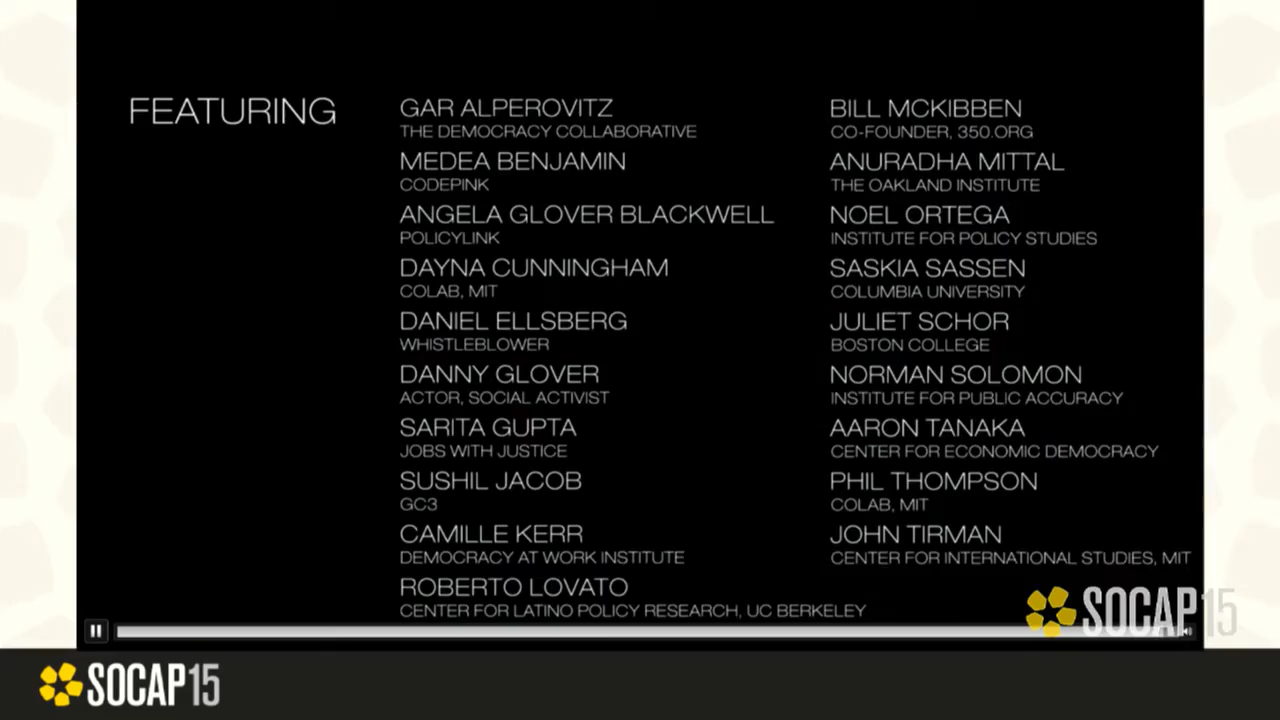 FEATURING
GAR ALPEROVITZ
THE DEMOCRACY COLLABORATIVE
MEDEA BENJAMIN
CODEPINK
ANGELA GLOVER BLACKWELL
POLICYLINK
DAYNA CUNNINGHAM
COLAB, MIT
DANIEL ELLSBERG
WHISTLEBLOWER
DANNY GLOVER
ACTOR, SOCIAL ACTIVIST
SARITA GUPTA
JOBS WITH JUSTICE
SUSHIL JACOB
GC3
CAMILLE KERR
DEMOCRACY AT WORK INSTITUTE
ROBERTO LOVATO
CENTER FOR LATINO POLICY RESEARCH, UC BERKELEY
BILL MCKIBBEN
CO-FOUNDER, 350.ORG
ANURADHA MITTAL
THE OAKLAND INSTITUTE
NOEL ORTEGA
INSTITUTE FOR POLICY STUDIES
SASKIA SASSEN
COLUMBIA UNIVERSITY
JULIET SCHOR
BOSTON COLLEGE
NORMAN SOLOMON
INSTITUTE FOR PUBLIC ACCURACY
AARON TANAKA
CENTER FOR ECONOMIC DEMOCRACY
PHIL THOMPSON
COLAB, MIT
JOHN TIRMAN
CENTER FOR INTERNATIONAL STUDIES, MIT
SOCAP15
SOCAP15